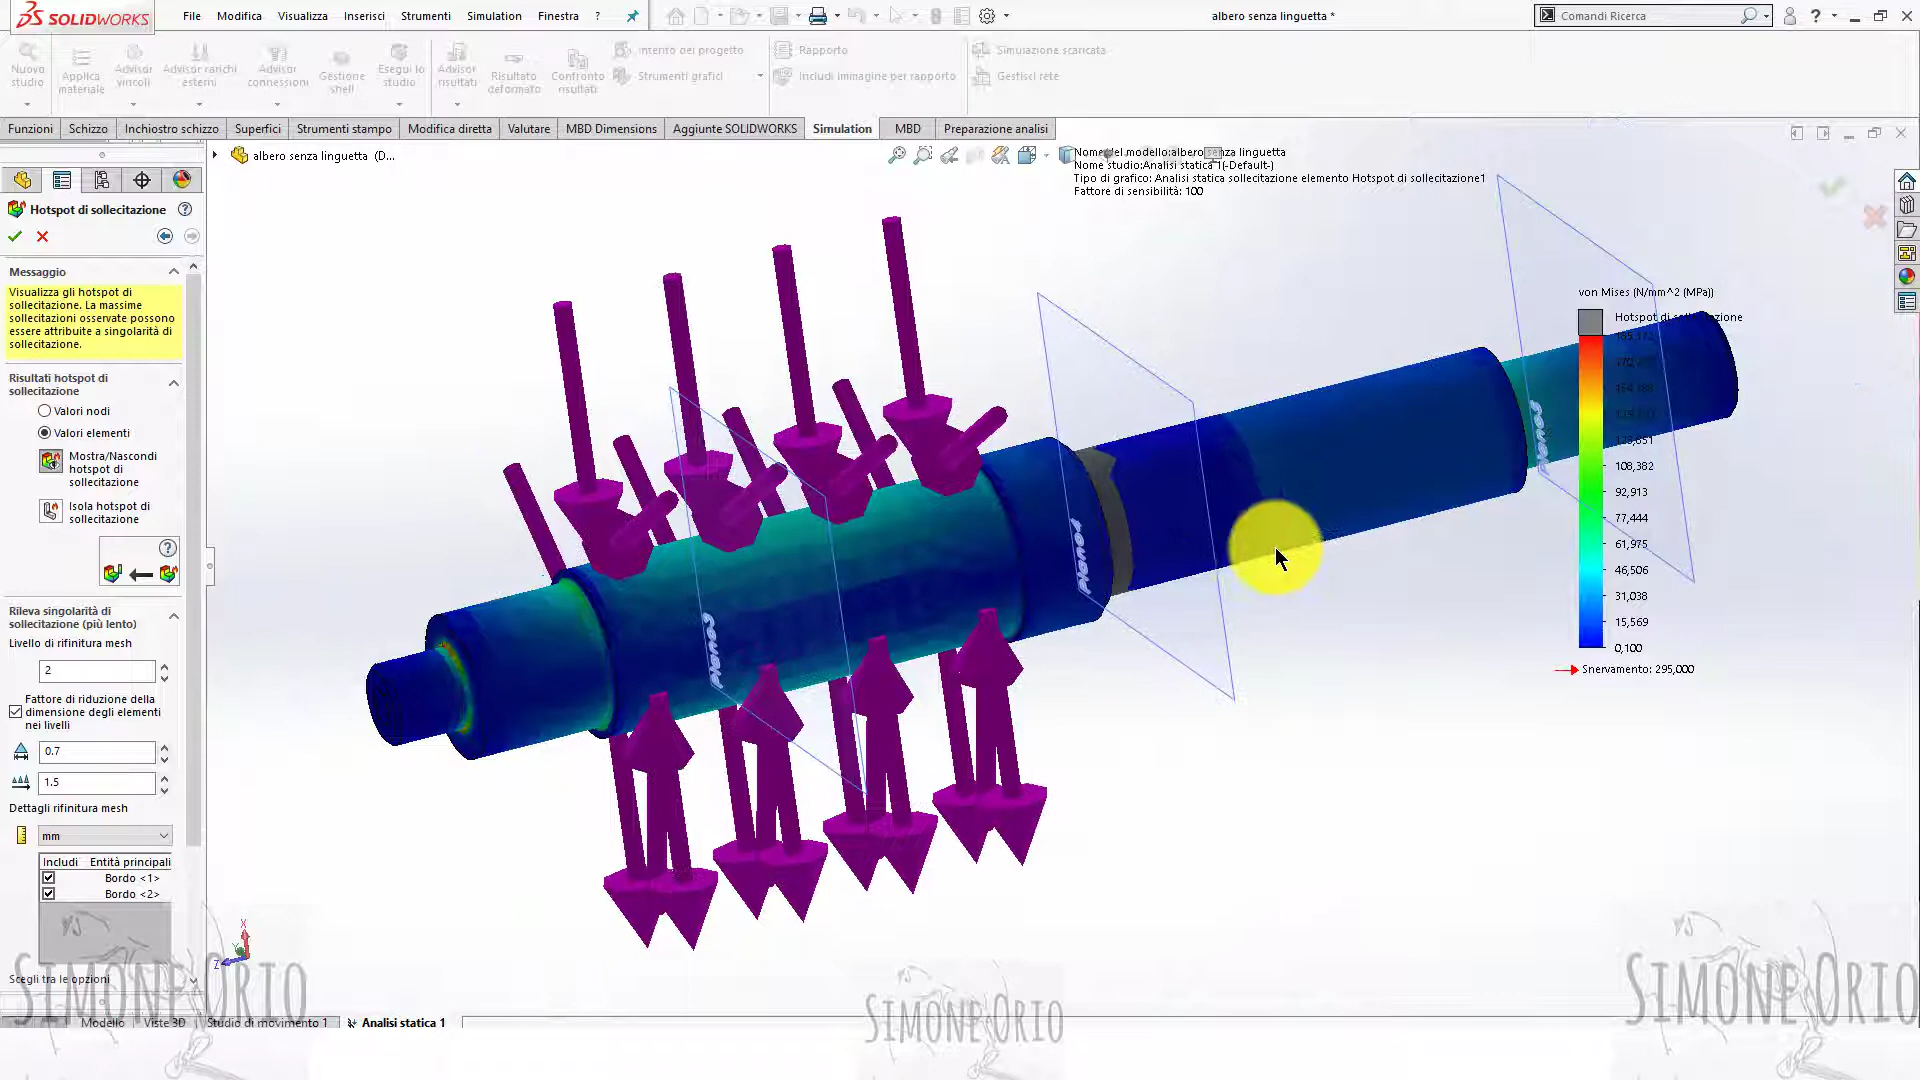 SOLIDWORKS
File Modifica Visualizza Inserisci Strumenti Simulation Finestra ?
albero senza linguetta *
Comandi Ricerca
Nuovo studio
Applica materiale
Advisor vincoli
Advisor carichi esterni
Advisor connessioni
Gestione shell
Esegui lo studio
Advisor risultati
Risultato deformato
Confronto risultati
Intento del progetto
Strumenti grafici
Rapporto
Includi immagine per rapporto
Simulazione scaricata
Gestisci rete
Funzioni Schizzo Inchiostro schizzo Superfici Strumenti stampo Modifica diretta Valutare MBD Dimensions Aggiunte SOLIDWORKS Simulation MBD Preparazione analisi
albero senza linguetta (D...
Nome del modello:albero senza linguetta
Nome studio:Analisi statica 1(-Default-)
Tipo di grafico: Analisi statica sollecitazione elemento Hotspot di sollecitazione1
Fattore di sensibilità: 100
Hotspot di sollecitazione
Messaggio
Visualizza gli hotspot di
sollecitazione. La massime
sollecitazioni osservate possono
essere attribuite a singolarità di
sollecitazione.
Risultati hotspot di
sollecitazione
Valori nodi
Valori elementi
Mostra/Nascondi
hotspot di
sollecitazione
Isola hotspot di
sollecitazione
Rileva singolarità di
sollecitazione (più lento)
Livello di rifinitura mesh
2
Fattore di riduzione della
dimensione degli elementi
nei livelli
0.7
1.5
Dettagli rifinitura mesh
mm
Includi Entità principali
Bordo <1>
Bordo <2>
Scegli tra le opzioni
Piano3
Piano4
von Mises (N/mm^2 (MPa))
Hotspot di sollecitazione
108,382
92,913
77,444
61,975
46,506
31,038
15,569
0,100
Snervamento: 295,000
X
Y
Z
Modello Viste 3D Studio di movimento 1 Analisi statica 1
SIMONE ORIO
SIMONE ORIO
SIMONE ORIO